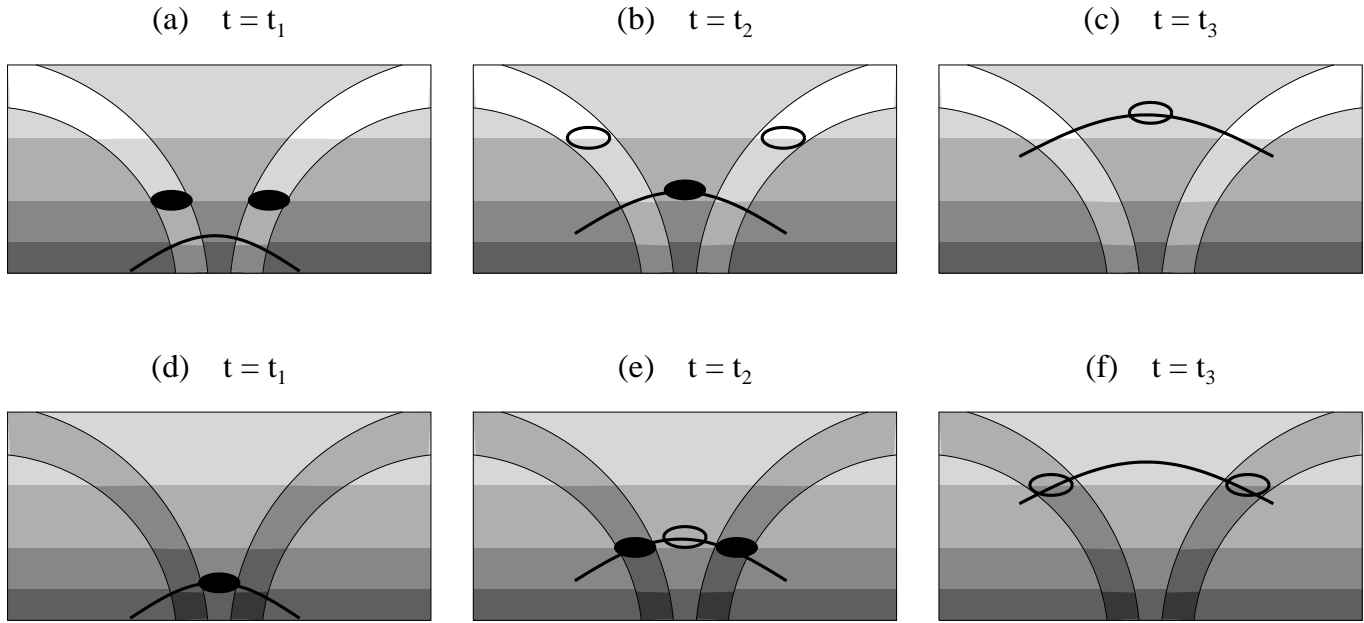 (a) t = t₁
(b) t = t₂
(c) t = t₃
(d) t = t₁
(e) t = t₂
(f) t = t₃